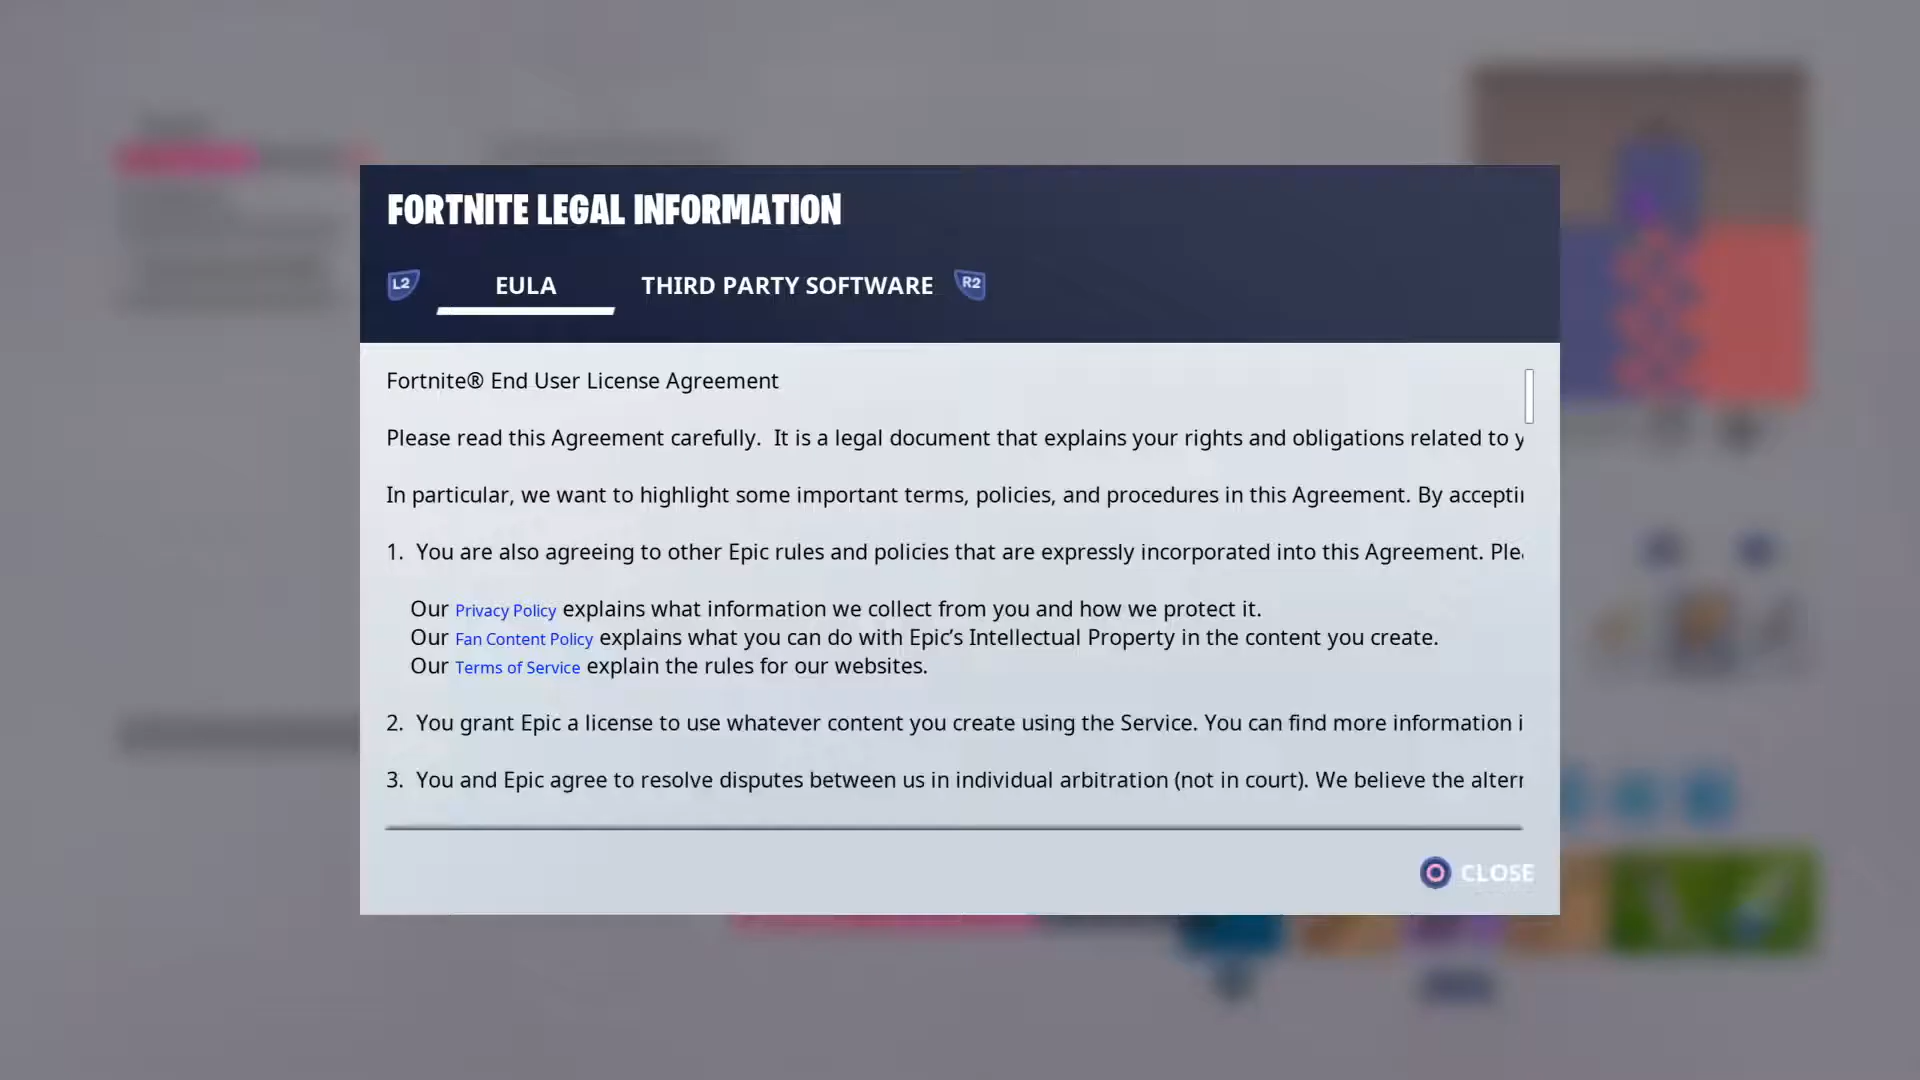 FORTNITE LEGAL INFORMATION
L2 EULA THIRD PARTY SOFTWARE R2
Fortnite® End User License Agreement
Please read this Agreement carefully.  It is a legal document that explains your rights and obligations related to y
In particular, we want to highlight some important terms, policies, and procedures in this Agreement. By accepti
1.  You are also agreeing to other Epic rules and policies that are expressly incorporated into this Agreement. Ple
Our Privacy Policy explains what information we collect from you and how we protect it.
Our Fan Content Policy explains what you can do with Epic’s Intellectual Property in the content you create.
Our Terms of Service explain the rules for our websites.
2.  You grant Epic a license to use whatever content you create using the Service. You can find more information i
3.  You and Epic agree to resolve disputes between us in individual arbitration (not in court). We believe the alter
CLOSE